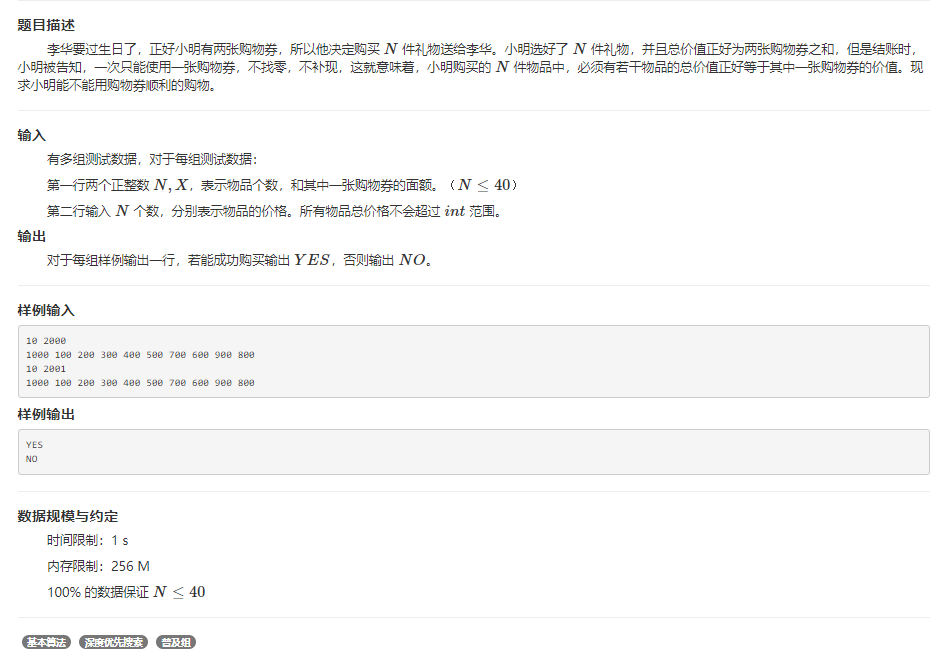 题目描述
李华要过生日了，正好小明有两张购物券，所以他决定购买 N 件礼物送给李华。小明选好了 N 件礼物，并且总价值正好为两张购物券之和，但是结账时，
小明被告知，一次只能使用一张购物券，不找零，不补现，这就意味着，小明购买的 N 件物品中，必须有若干物品的总价值正好等于其中一张购物券的价值。现
求小明能不能用购物券顺利的购物。
输入
有多组测试数据，对于每组测试数据：
第一行两个正整数 N, X，表示物品个数，和其中一张购物券的面额。（N ≤ 40）
第二行输入 N 个数，分别表示物品的价格。所有物品总价格不会超过 int 范围。
输出
对于每组样例输出一行，若能成功购买输出 YES，否则输出 NO。
样例输入
10 2000
1000 100 200 300 400 500 700 600 900 800
10 2001
1000 100 200 300 400 500 700 600 900 800
样例输出
YES
NO
数据规模与约定
时间限制：1 s
内存限制：256 M
100% 的数据保证 N ≤ 40
基本算法 深度优先搜索 普及组